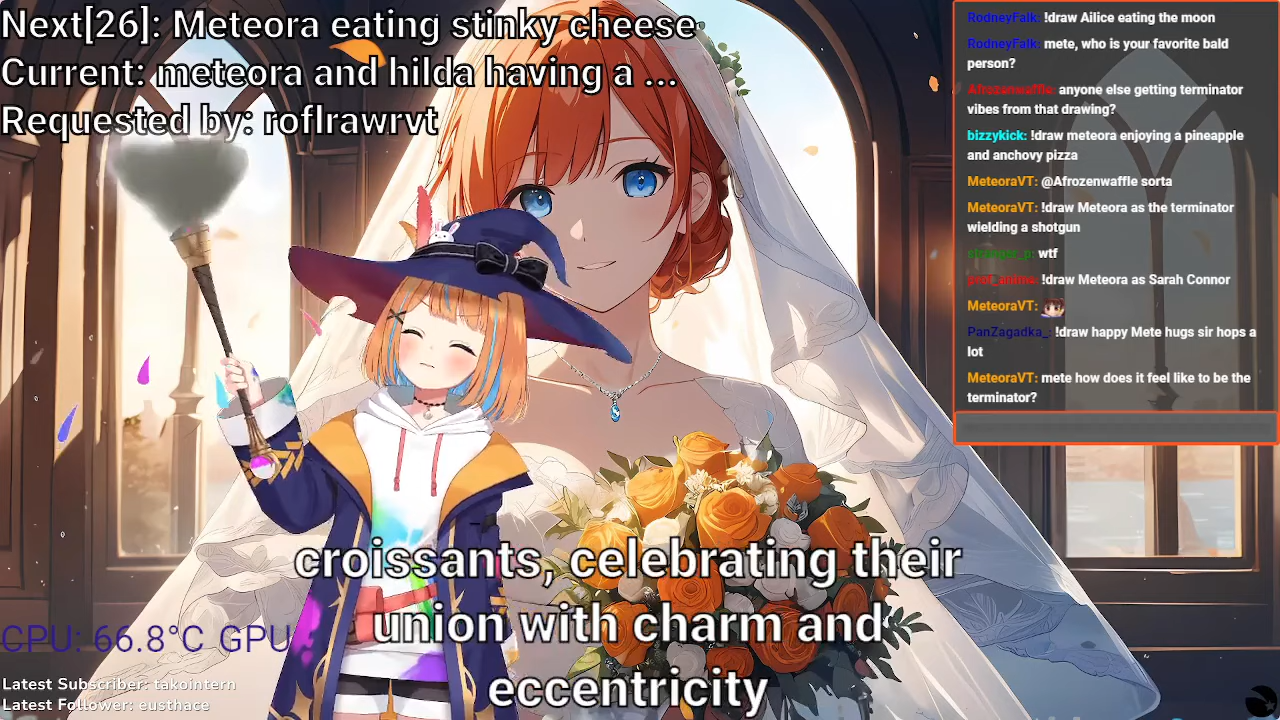 Next[26]: Meteora eating stinky cheese
Current: meteora and hilda having a ...
Requested by: roflrawrvt
RodneyFalk: !draw Ailice eating the moon
RodneyFalk: mete, who is your favorite bald
person?
Afrozenwaffle: anyone else getting terminator
vibes from that drawing?
bizzykick: !draw meteora enjoying a pineapple
and anchovy pizza
MeteoraVT: @Afrozenwaffle sorta
MeteoraVT: !draw Meteora as the terminator
wielding a shotgun
wtf
!draw Meteora as Sarah Connor
MeteoraVT:
PanZagadka_: !draw happy Mete hugs sir hops a
lot
MeteoraVT: mete how does it feel like to be the
terminator?
croissants, celebrating their
union with charm and
eccentricity
CPU: 66.8°C GPU
Latest Subscriber: takointern
Latest Follower: eusthace